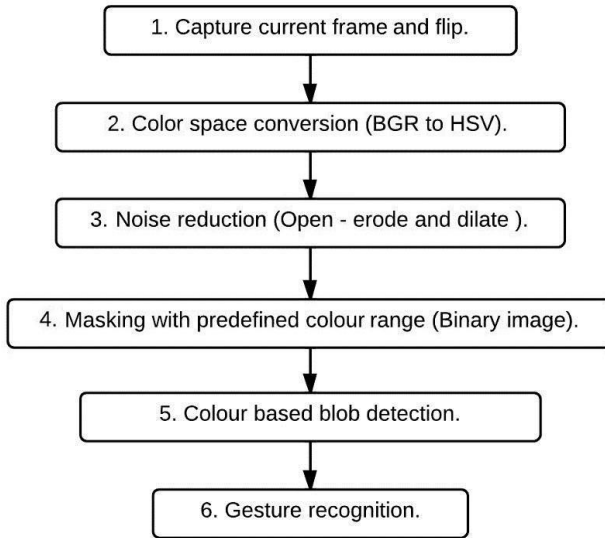 1. Capture current frame and flip.
2. Color space conversion (BGR to HSV).
3. Noise reduction (Open - erode and dilate ).
4. Masking with predefined colour range (Binary image).
5. Colour based blob detection.
6. Gesture recognition.